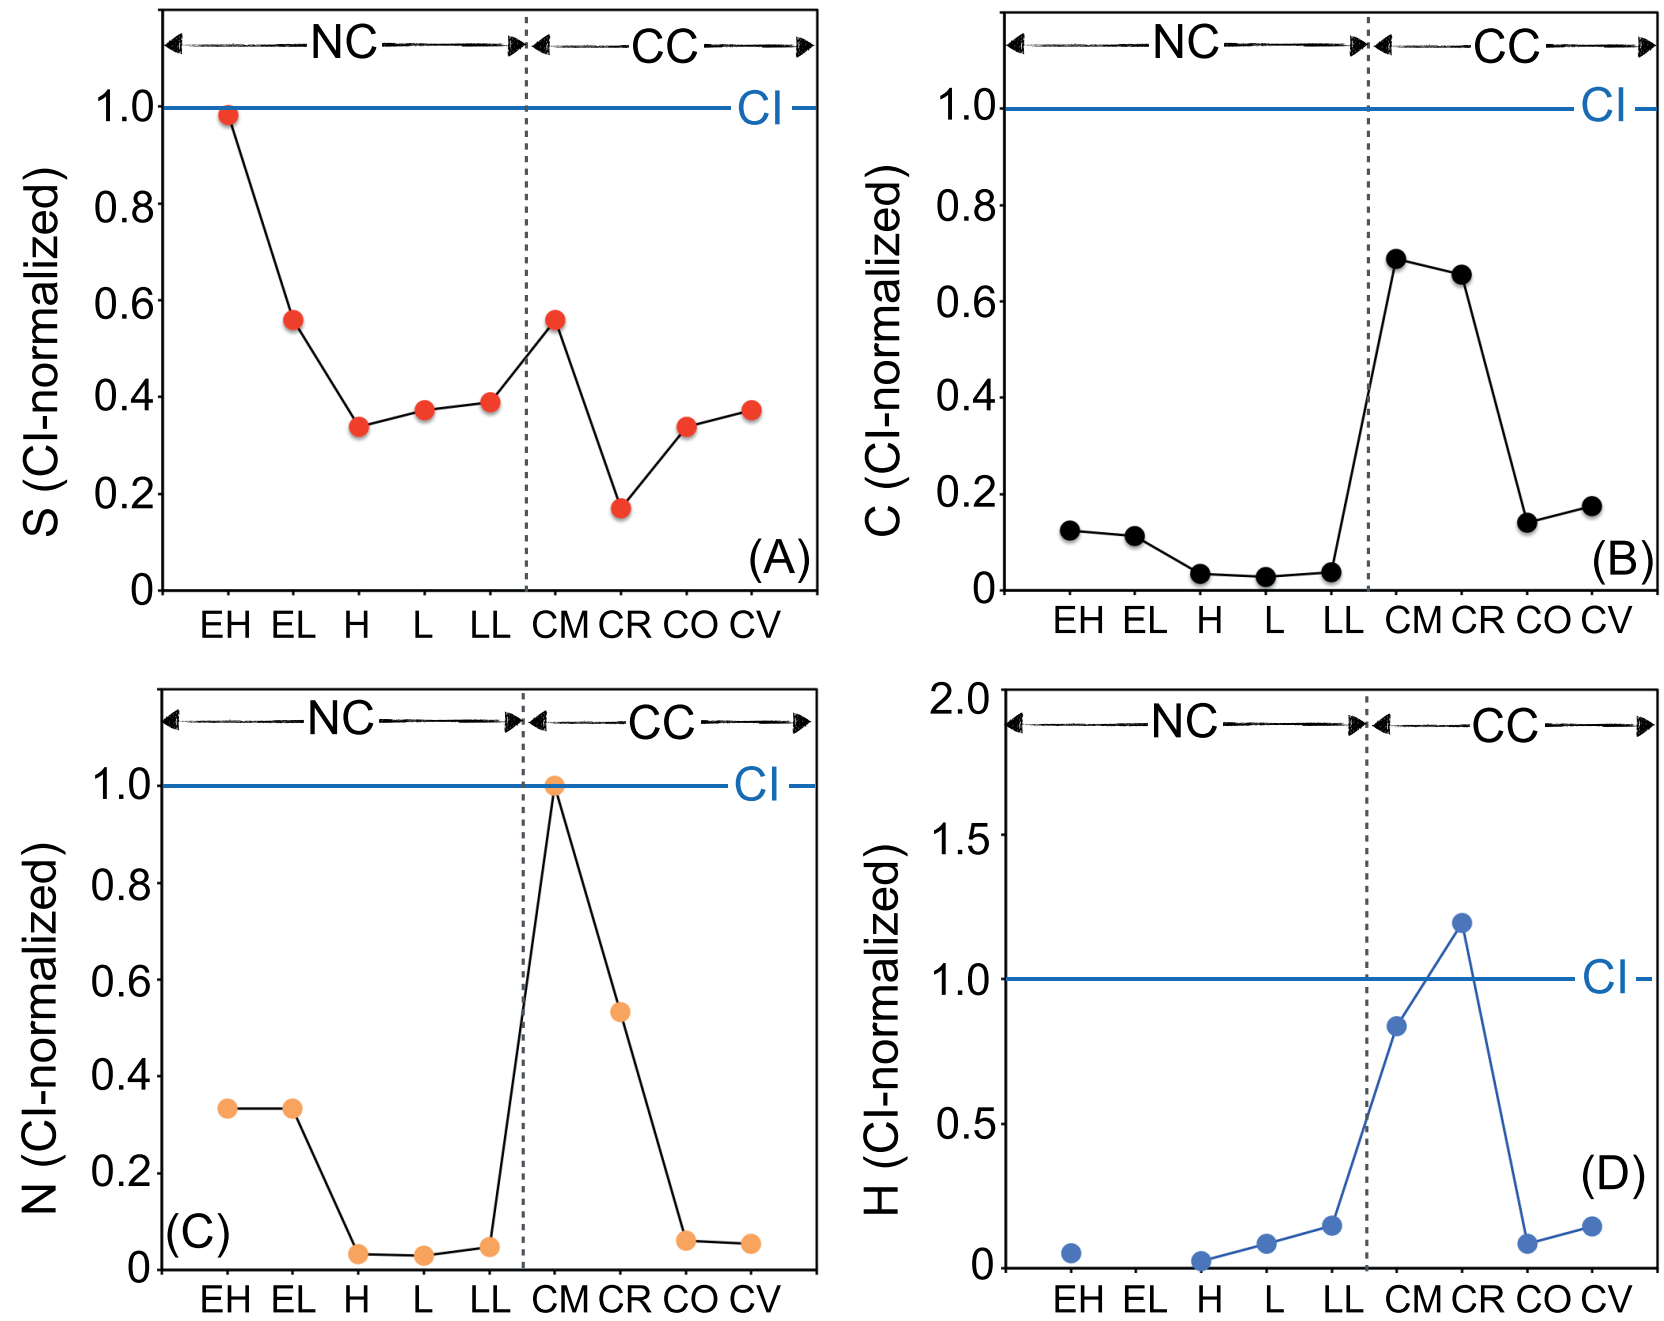 NC CC
1.0 CI
0.8
0.6
0.4
0.2
0
S (CI-normalized)
(A)
EH EL H L LL CM CR CO CV
NC CC
1.0 CI
0.8
0.6
0.4
0.2
0
C (CI-normalized)
(B)
EH EL H L LL CM CR CO CV
NC CC
1.0 CI
0.8
0.6
0.4
0.2
0
N (CI-normalized)
(C)
EH EL H L LL CM CR CO CV
2.0
NC CC
1.5
1.0 CI
0.5
0
H (CI-normalized)
(D)
EH EL H L LL CM CR CO CV